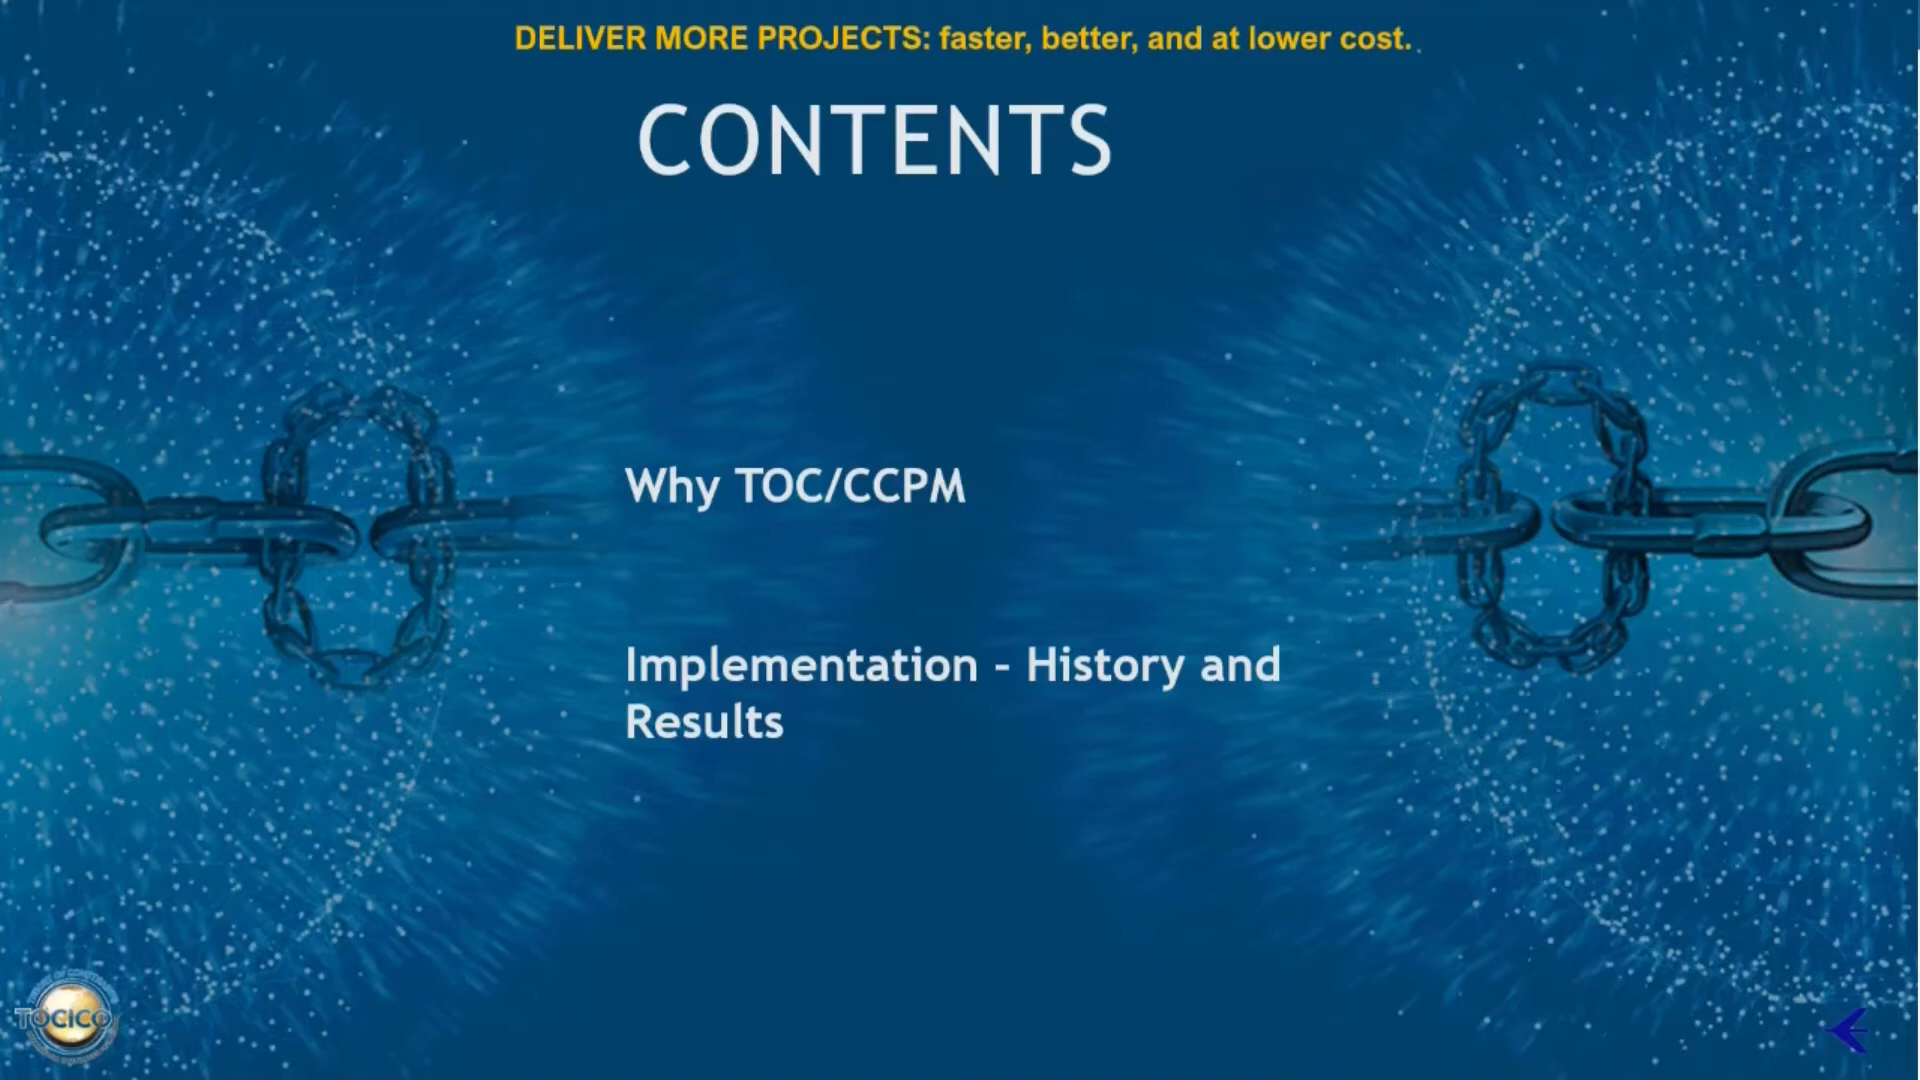 DELIVER MORE PROJECTS: faster, better, and at lower cost. .
CONTENTS
Why TOC/CCPM
Implementation - History and
Results
TOCICO